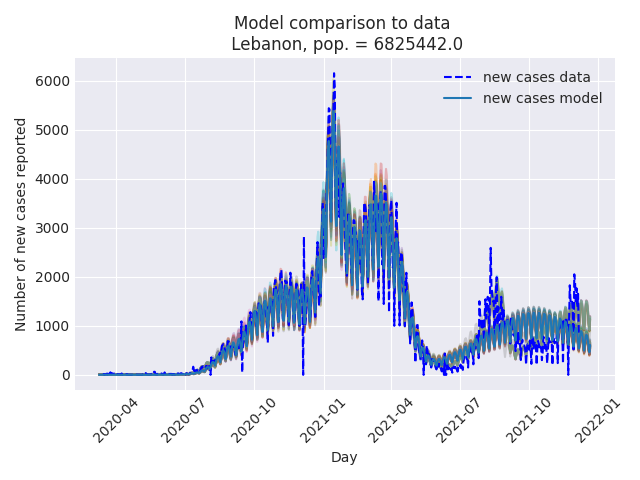 Model comparison to data
Lebanon, pop. = 6825442.0
new cases data
new cases model
Number of new cases reported
6000
5000
4000
3000
2000
1000
0
2020-04
2020-07
2020-10
2021-01
2021-04
2021-07
2021-10
2022-01
Day